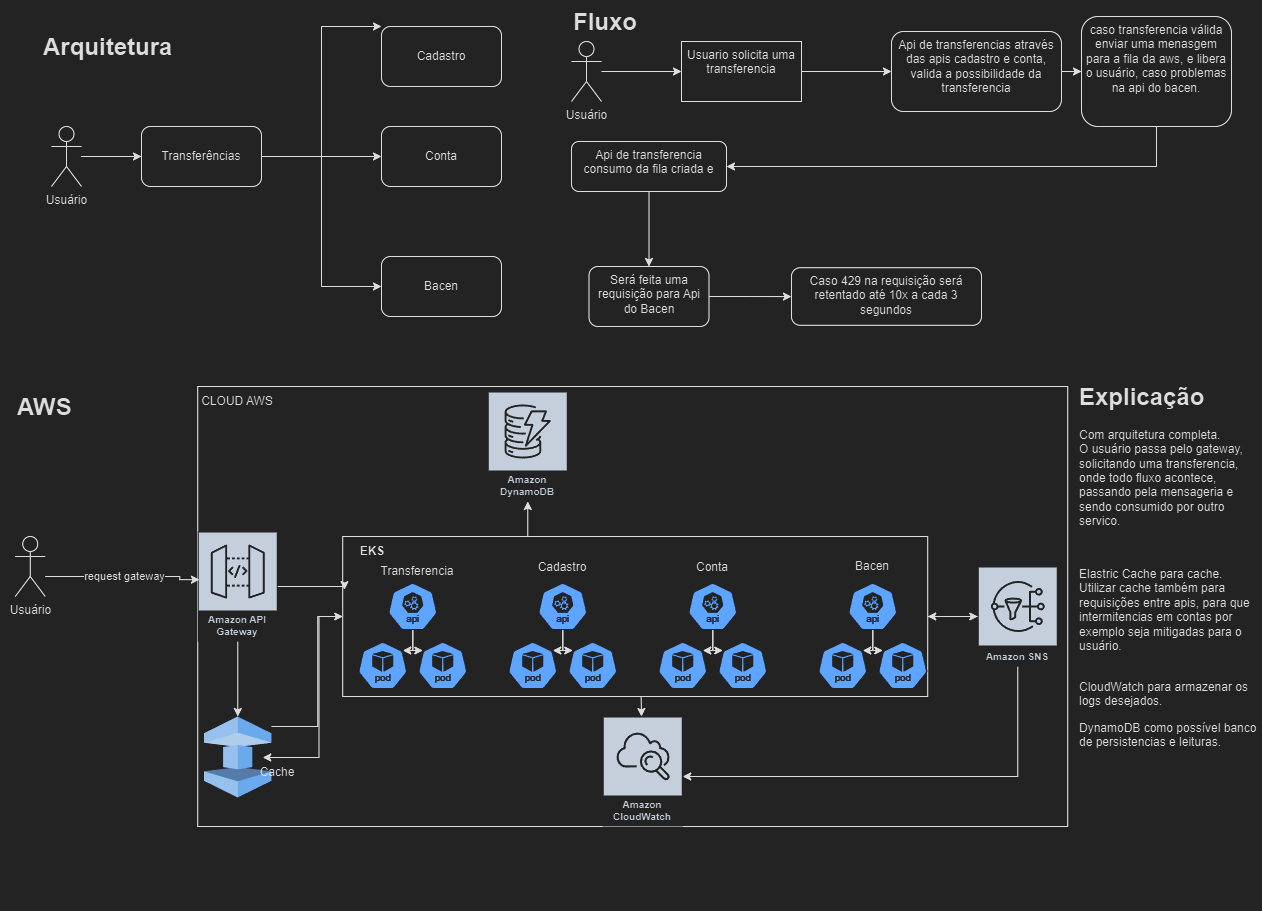 Arquitetura
Usuário
Transferências
Cadastro
Conta
Bacen
Fluxo
Usuário
Usuario solicita uma
transferencia
Api de transferencias através
das apis cadastro e conta,
valida a possibilidade da
transferencia
caso transferencia válida
enviar uma menasgem
para a fila da aws, e libera
o usuário, caso problemas
na api do bacen.
Api de transferencia
consumo da fila criada e
Será feita uma
requisição para Api
do Bacen
Caso 429 na requisição será
retentado até 10x a cada 3
segundos
AWS
Usuário
request gateway
CLOUD AWS
Amazon API
Gateway
Cache
Amazon
DynamoDB
EKS
Transferencia
api
pod
pod
Cadastro
api
pod
pod
Conta
api
pod
pod
Bacen
api
pod
pod
Amazon SNS
Amazon
CloudWatch
Explicação
Com arquitetura completa.
O usuário passa pelo gateway,
solicitando uma transferencia,
onde todo fluxo acontece,
passando pela mensageria e
sendo consumido por outro
servico.
Elastric Cache para cache.
Utilizar cache também para
requisições entre apis, para que
intermitencias em contas por
exemplo seja mitigadas para o
usuário.
CloudWatch para armazenar os
logs desejados.
DynamoDB como possível banco
de persistencias e leituras.